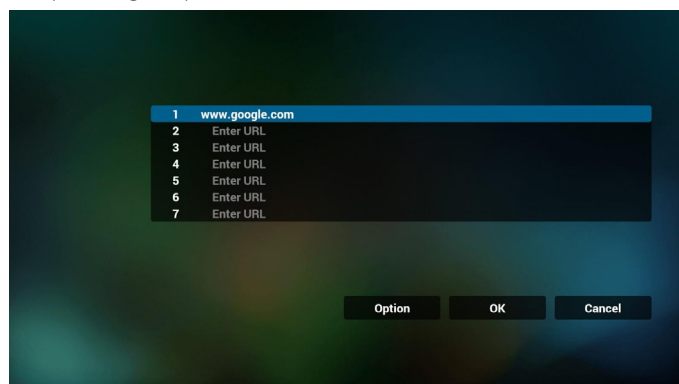 1 www.google.com
2 Enter URL
3 Enter URL
4 Enter URL
5 Enter URL
6 Enter URL
7 Enter URL
Option OK Cancel